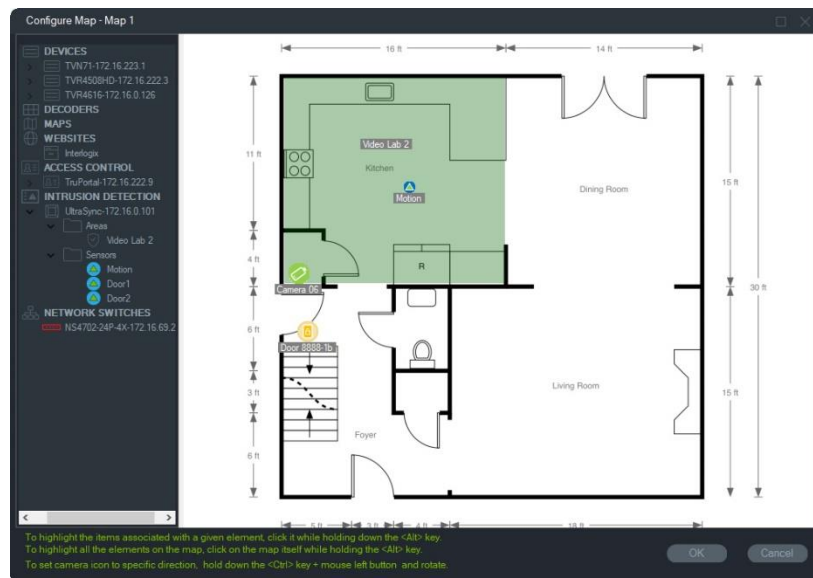 Configure Map - Map 1
DEVICES
TVN71-172.16.223.1
TVR4508HD-172.16.222.3
TVR4616-172.16.0.126
DECODERS
MAPS
WEBSITES
Interlogix
ACCESS CONTROL
TruPortal-172.16.222.9
INTRUSION DETECTION
UltraSync-172.16.0.101
Areas
Video Lab 2
Sensors
Motion
Door1
Door2
NETWORK SWITCHES
NS4702-24P-4X-172.16.69.2
16 ft
14 ft
11 ft
Video Lab 2
Kitchen
Motion
Dining Room
15 ft
4 ft
R
30 ft
Camera 06
6 ft
Door 8888-1b
3 ft
Living Room
15 ft
Foyer
6 ft
5 ft
3 ft
4 ft
18 ft
To highlight the items associated with a given element, click it while holding down the <Alt> key.
To highlight all the elements on the map, click on the map itself while holding the <Alt> key.
To set camera icon to specific direction, hold down the <Ctrl> key + mouse left button and rotate.
OK
Cancel